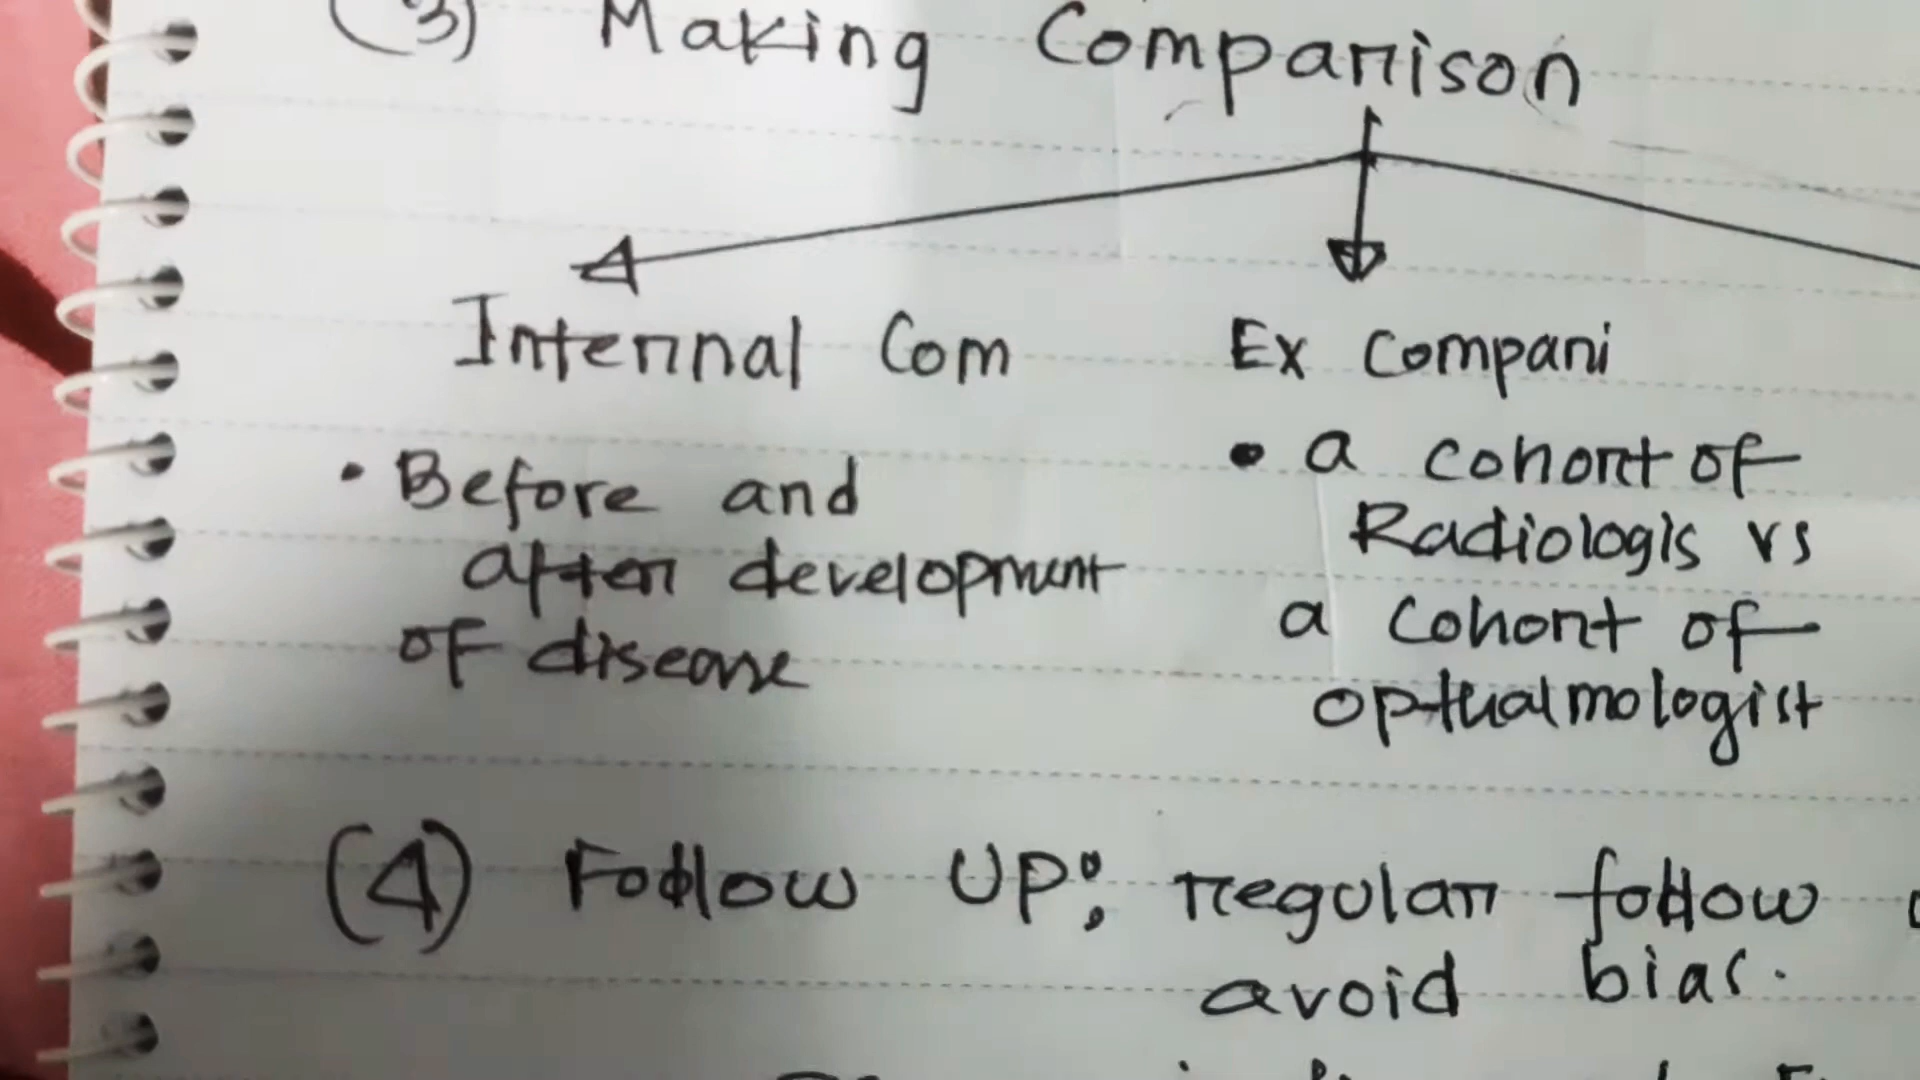 (3) Making Comparison
Internal Com
Ex Compari
• Before and
after development
of disease
• a cohort of
Radiologis vs
a cohort of
opthalmologist
(4) Follow UP; regular follow
avoid bias.